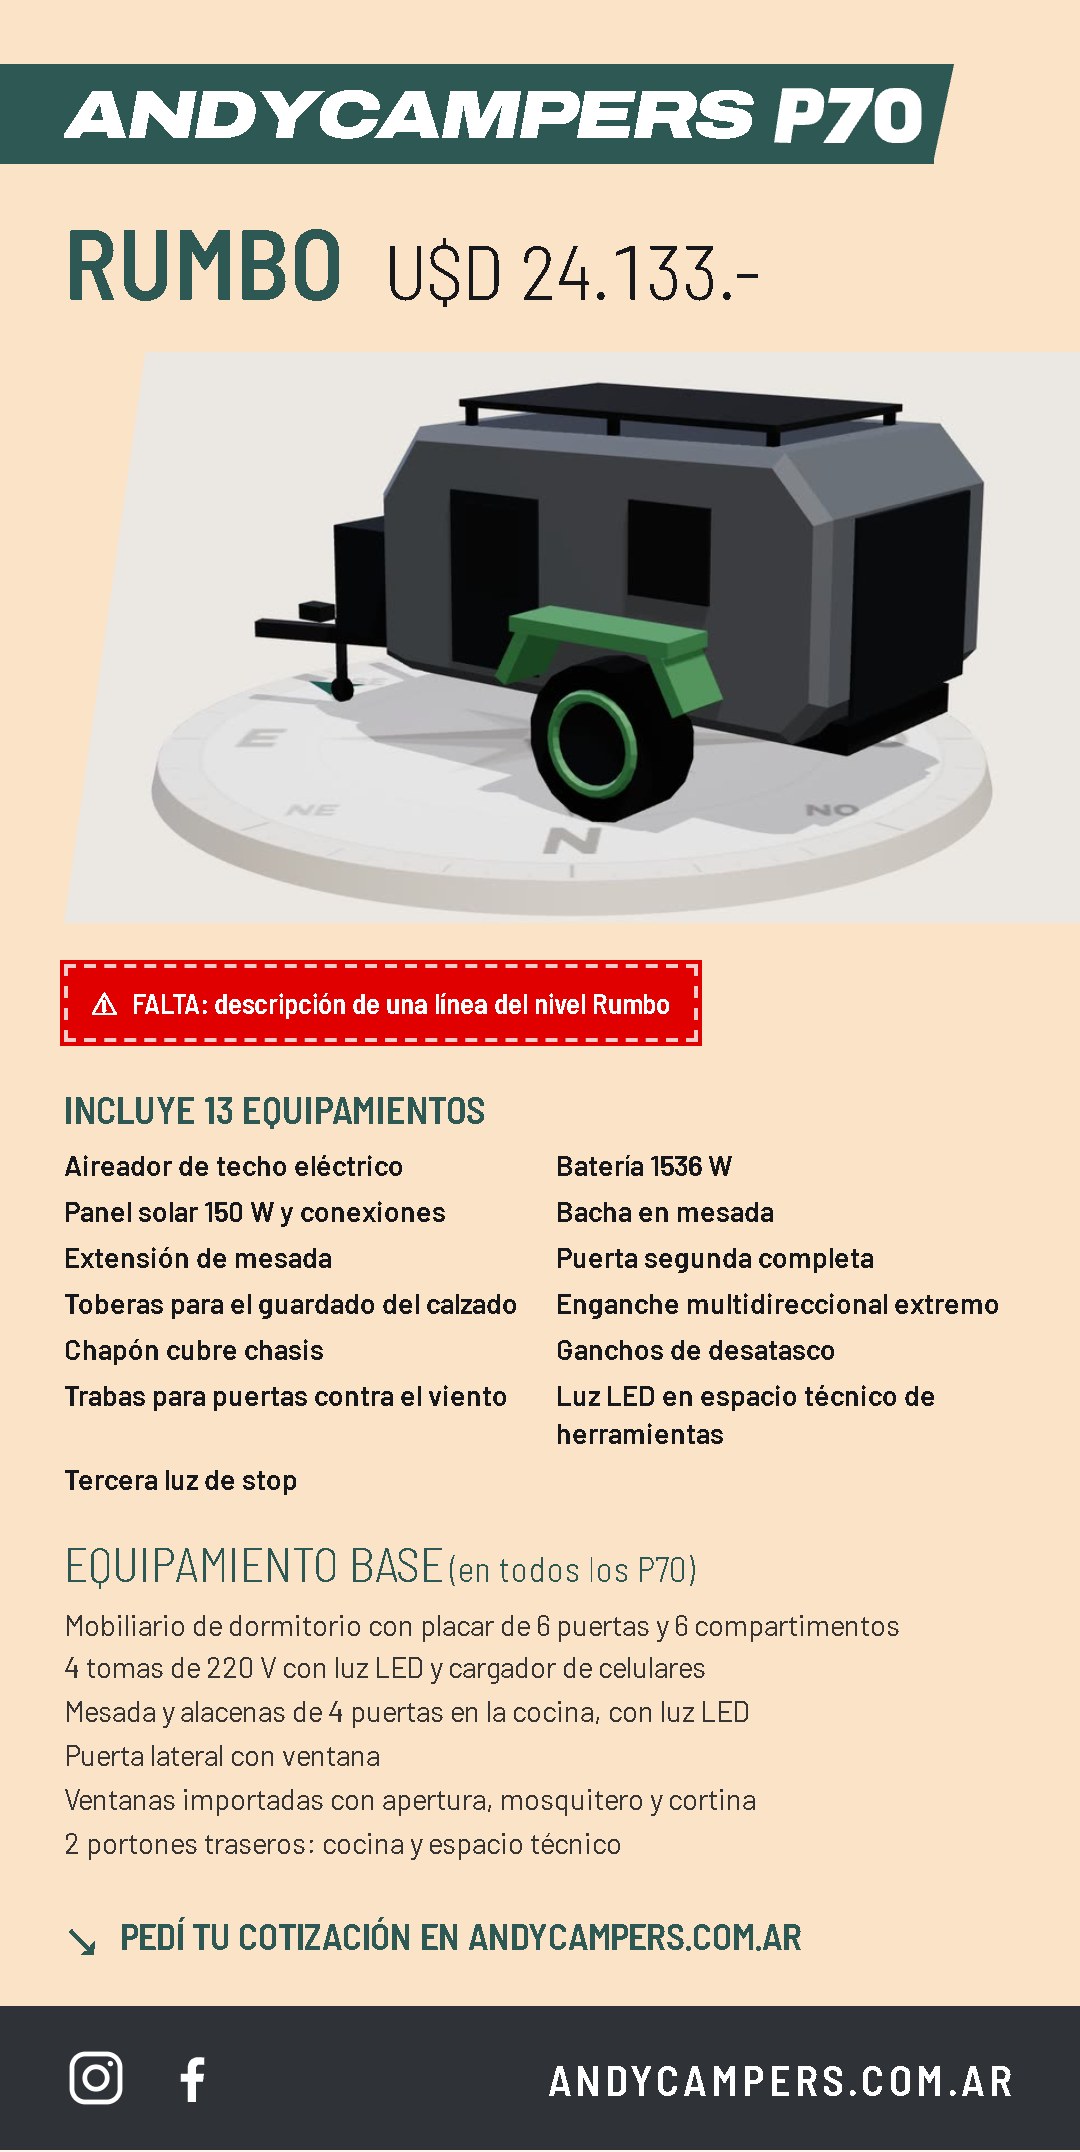 ANDYCAMPERS P70
RUMBO U$D 24.133.-
E
NE
N
NO
⚠ FALTA: descripción de una línea del nivel Rumbo
INCLUYE 13 EQUIPAMIENTOS
Aireador de techo eléctrico
Batería 1536 W
Panel solar 150 W y conexiones
Bacha en mesada
Extensión de mesada
Puerta segunda completa
Toberas para el guardado del calzado
Enganche multidireccional extremo
Chapón cubre chasis
Ganchos de desatasco
Trabas para puertas contra el viento
Luz LED en espacio técnico de
herramientas
Tercera luz de stop
EQUIPAMIENTO BASE (en todos los P70)
Mobiliario de dormitorio con placar de 6 puertas y 6 compartimentos
4 tomas de 220 V con luz LED y cargador de celulares
Mesada y alacenas de 4 puertas en la cocina, con luz LED
Puerta lateral con ventana
Ventanas importadas con apertura, mosquitero y cortina
2 portones traseros: cocina y espacio técnico
↘ PEDÍ TU COTIZACIÓN EN ANDYCAMPERS.COM.AR
ANDYCAMPERS.COM.AR